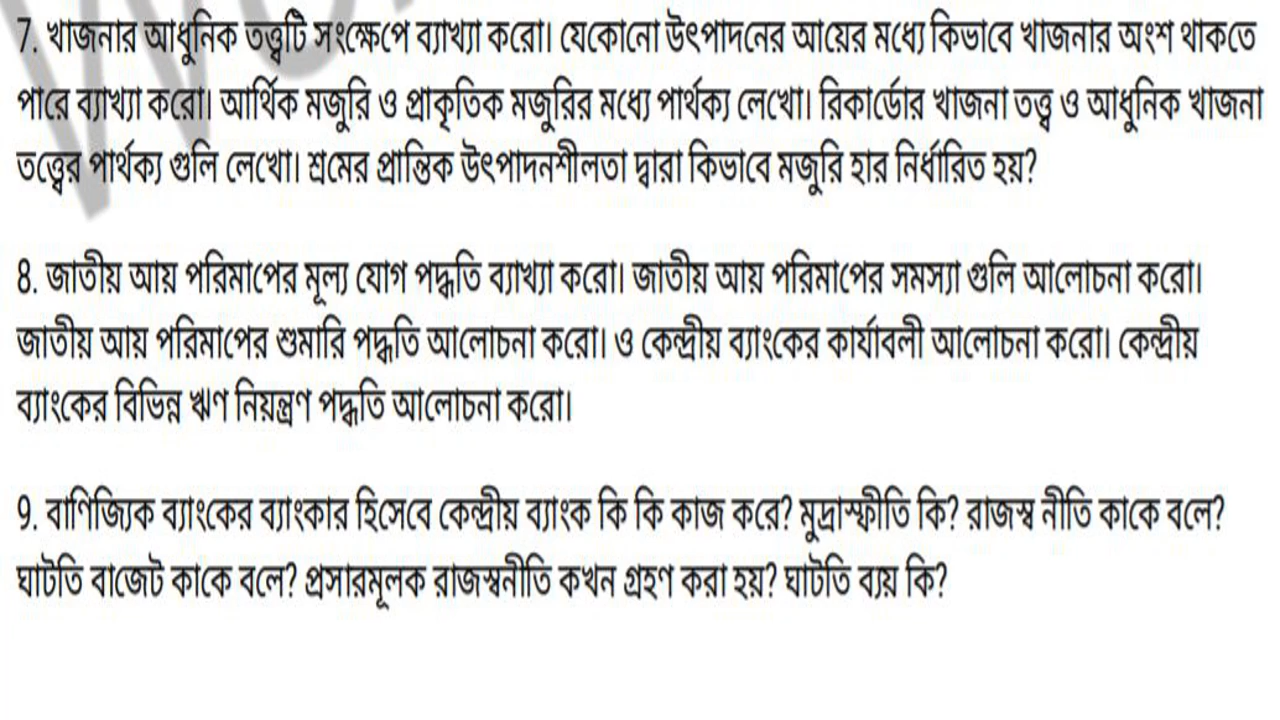 7. খাজনার আধুনিক তত্ত্বটি সংক্ষেপে ব্যাখ্যা করো। যেকোনো উৎপাদনের আয়ের মধ্যে কিভাবে খাজনার অংশ থাকতে
পারে ব্যাখ্যা করো। আর্থিক মজুরি ও প্রাকৃতিক মজুরির মধ্যে পার্থক্য লেখো। রিকার্ডোর খাজনা তত্ত্ব ও আধুনিক খাজনা
তত্ত্বের পার্থক্য গুলি লেখো। শ্রমের প্রান্তিক উৎপাদনশীলতা দ্বারা কিভাবে মজুরি হার নির্ধারিত হয়?
8. জাতীয় আয় পরিমাপের মূল্য যোগ পদ্ধতি ব্যাখ্যা করো। জাতীয় আয় পরিমাপের সমস্যা গুলি আলোচনা করো।
জাতীয় আয় পরিমাপের শুমারি পদ্ধতি আলোচনা করো। ও কেন্দ্রীয় ব্যাংকের কার্যাবলী আলোচনা করো। কেন্দ্রীয়
ব্যাংকের বিভিন্ন ঋণ নিয়ন্ত্রণ পদ্ধতি আলোচনা করো।
9. বাণিজ্যিক ব্যাংকের ব্যাংকার হিসেবে কেন্দ্রীয় ব্যাংক কি কি কাজ করে? মুদ্রাস্ফীতি কি? রাজস্ব নীতি কাকে বলে?
ঘাটতি বাজেট কাকে বলে? প্রসারমূলক রাজস্বনীতি কখন গ্রহণ করা হয়? ঘাটতি ব্যয় কি?